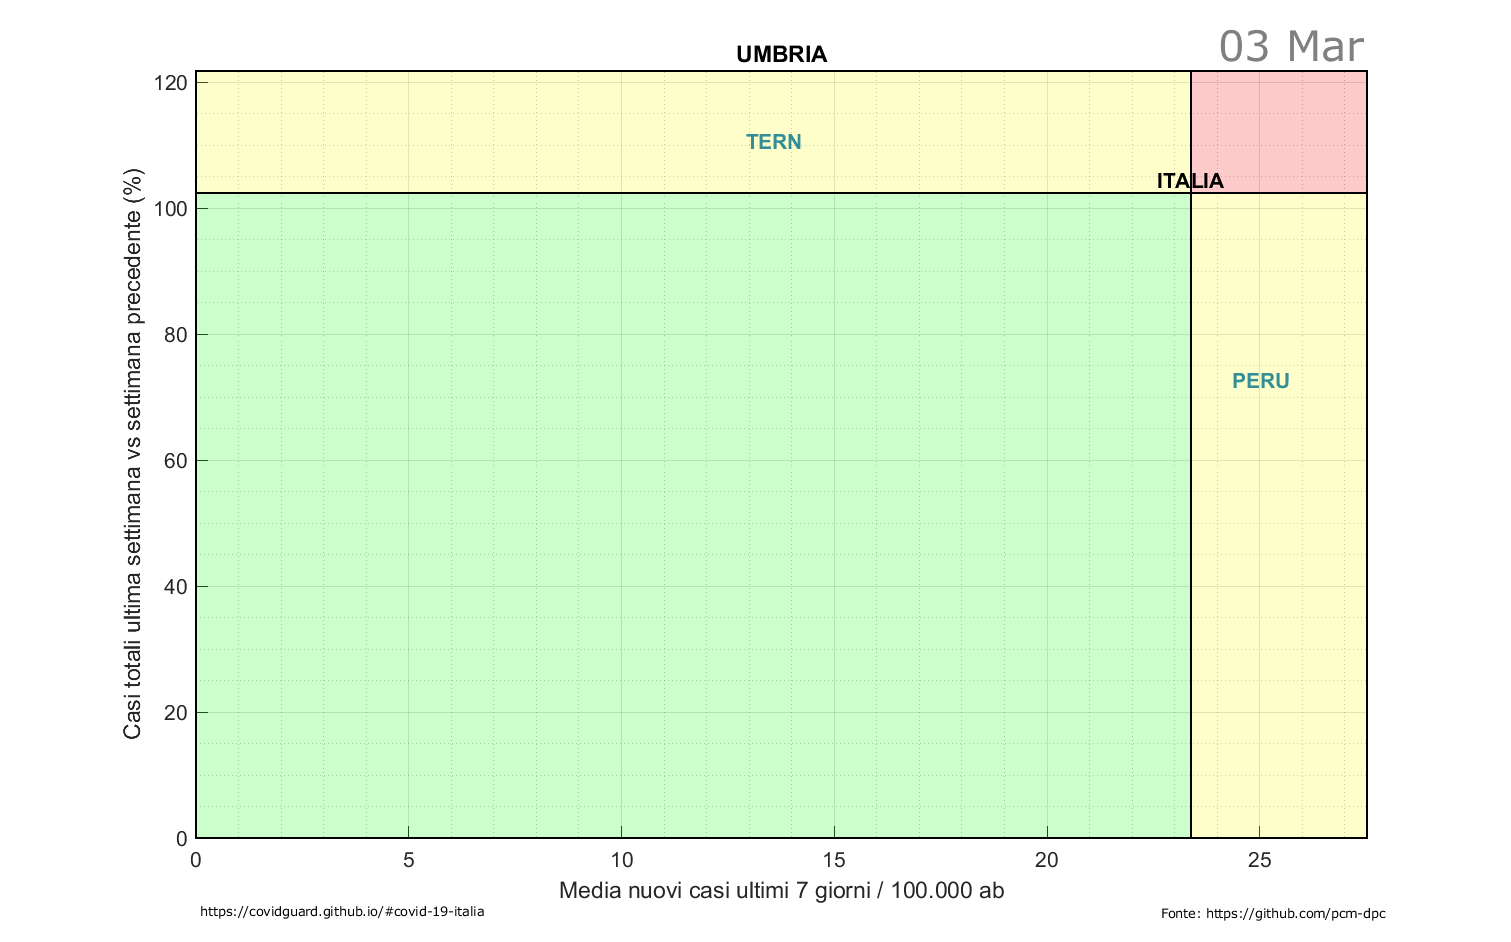 03 Mar
UMBRIA
120
TERN
ITALIA
100
80
PERU
60
40
20
0
Casi totali ultima settimana vs settimana precedente (%)
0 5 10 15 20 25
Media nuovi casi ultimi 7 giorni / 100.000 ab
https://covidguard.github.io/#covid-19-italia
Fonte: https://github.com/pcm-dpc